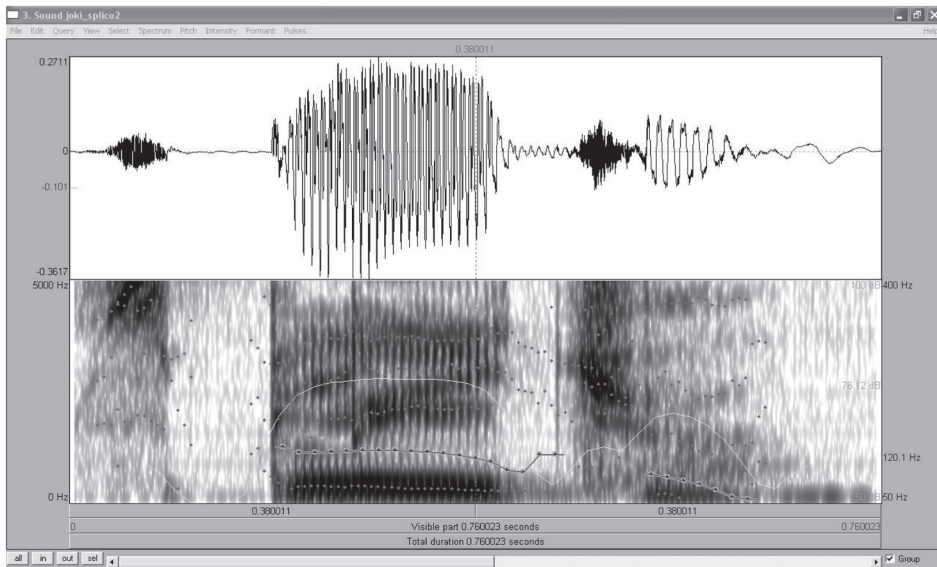 3. Sound joki_splico2
File Edit Query View Select Spectrum Pitch Intensity Formant Pulses Help
0.380011
0.2711
0
-0.101
-0.3617
5000 Hz 100 dB 400 Hz
76.12 dB
120.1 Hz
0 Hz 50 dB 50 Hz
0.380011 0.380011
0 Visible part 0.760023 seconds 0.760023
Total duration 0.760023 seconds
all in out sel Group